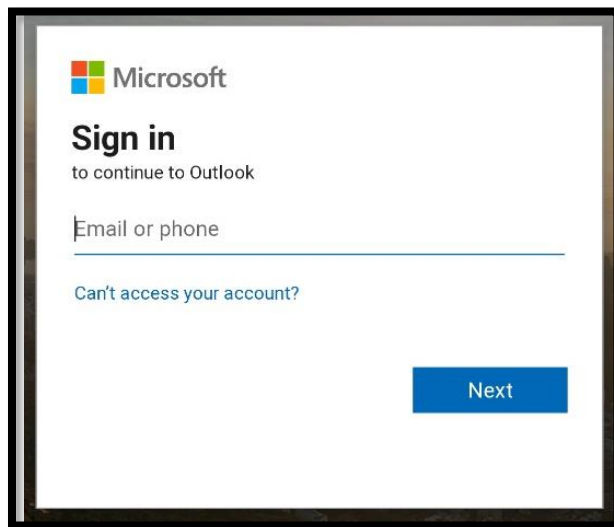 Microsoft
Sign in
to continue to Outlook
Email or phone
Can't access your account?
Next